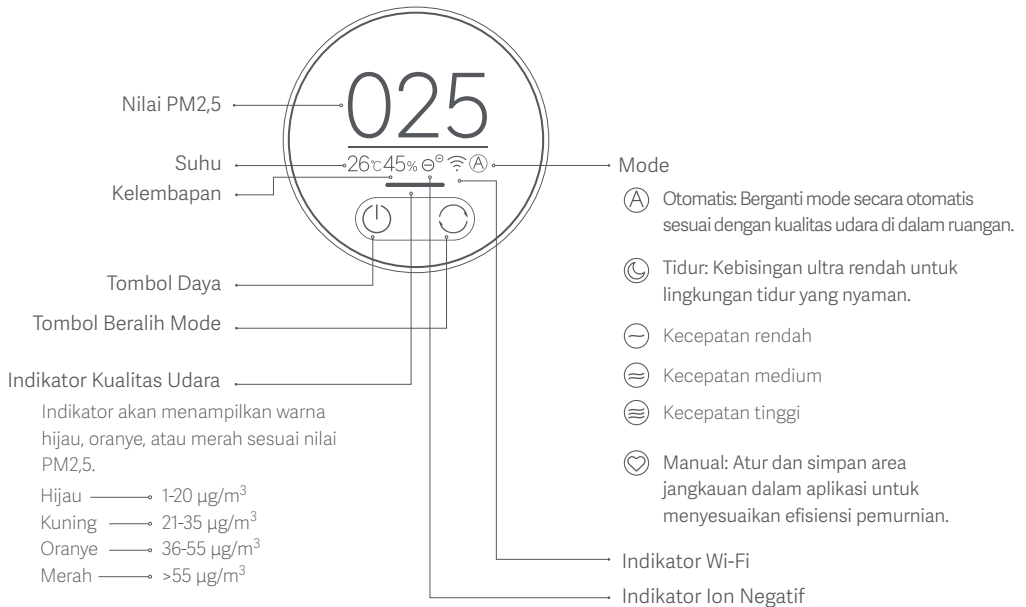 025
26℃ 45% A
Nilai PM2,5
Suhu
Kelembapan
Tombol Daya
Tombol Beralih Mode
Indikator Kualitas Udara
Indikator akan menampilkan warna
hijau, oranye, atau merah sesuai nilai
PM2,5.
Hijau 1-20 µg/m³
Kuning 21-35 µg/m³
Oranye 36-55 µg/m³
Merah >55 µg/m³
Mode
A Otomatis: Berganti mode secara otomatis
sesuai dengan kualitas udara di dalam ruangan.
Tidur: Kebisingan ultra rendah untuk
lingkungan tidur yang nyaman.
Kecepatan rendah
Kecepatan medium
Kecepatan tinggi
Manual: Atur dan simpan area
jangkauan dalam aplikasi untuk
menyesuaikan efisiensi pemurnian.
Indikator Wi-Fi
Indikator Ion Negatif